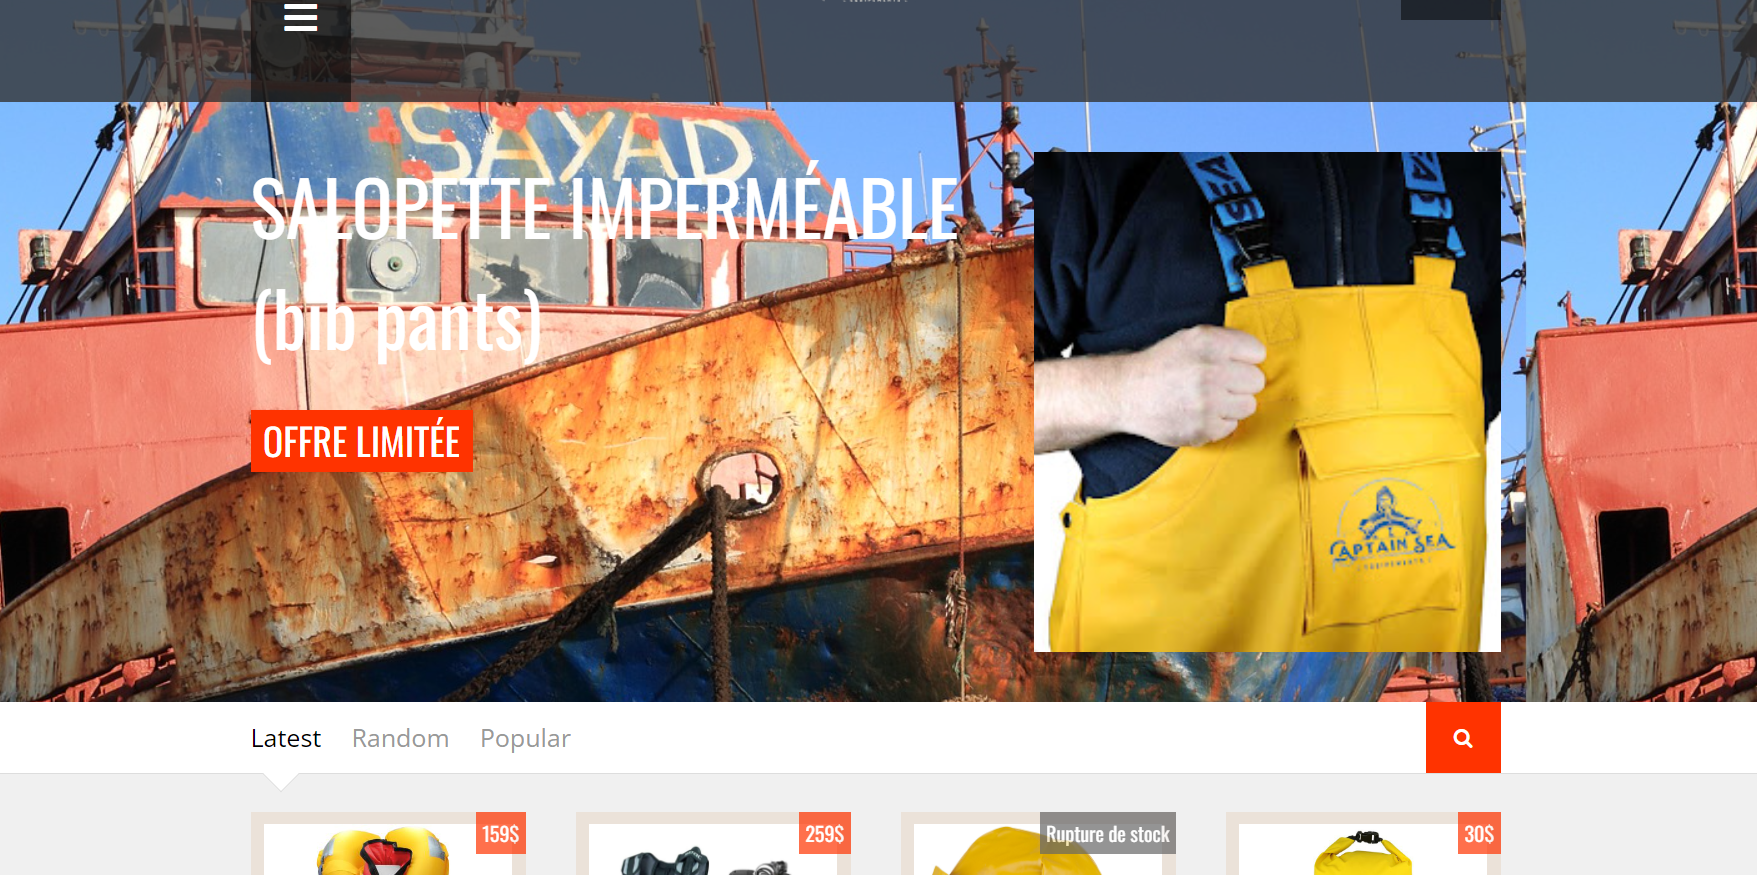 SAYAD
SALOPETTE IMPERMÉABLE
(bib pants)
OFFRE LIMITÉE
CAPTAIN SEA
Latest Random Popular
159$ 259$ Rupture de stock 30$